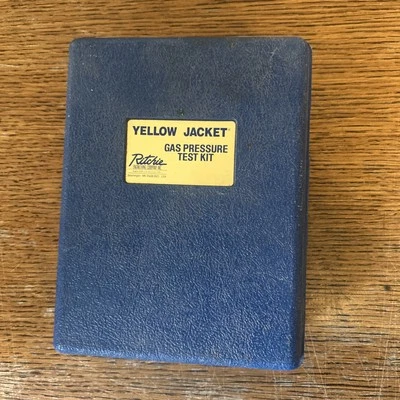 YELLOW JACKET
Ritchie
GAS PRESSURE
TEST KIT